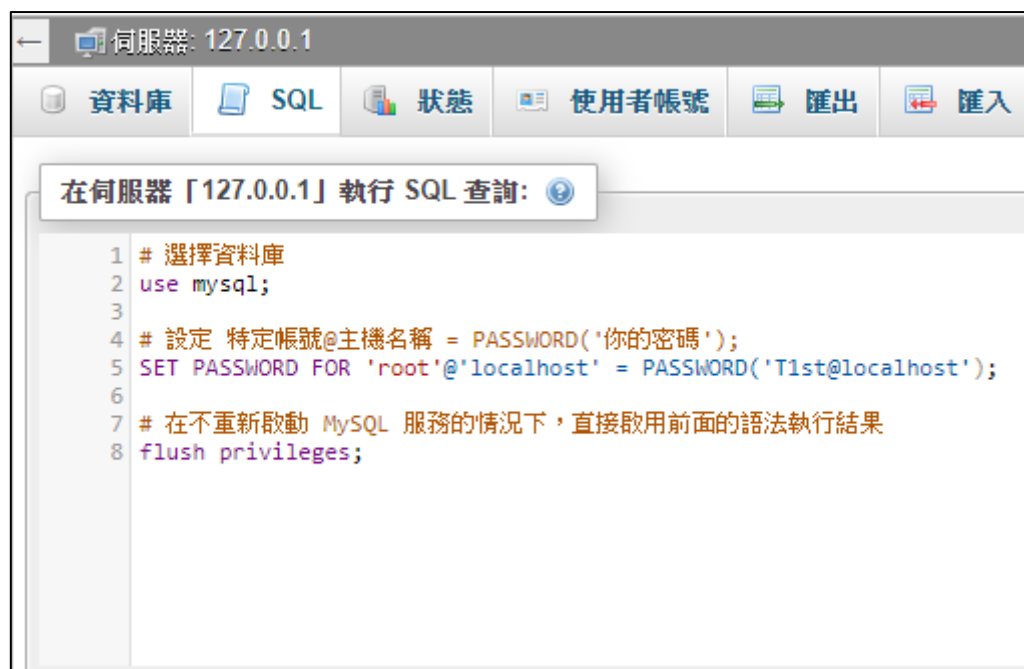 ← 伺服器: 127.0.0.1
資料庫 SQL 狀態 使用者帳號 匯出 匯入
在伺服器「127.0.0.1」執行 SQL 查詢:
1 # 選擇資料庫
2 use mysql;
3
4 # 設定 特定帳號@主機名稱 = PASSWORD('你的密碼');
5 SET PASSWORD FOR 'root'@'localhost' = PASSWORD('T1st@localhost');
6
7 # 在不重新啟動 MySQL 服務的情況下，直接啟用前面的語法執行結果
8 flush privileges;